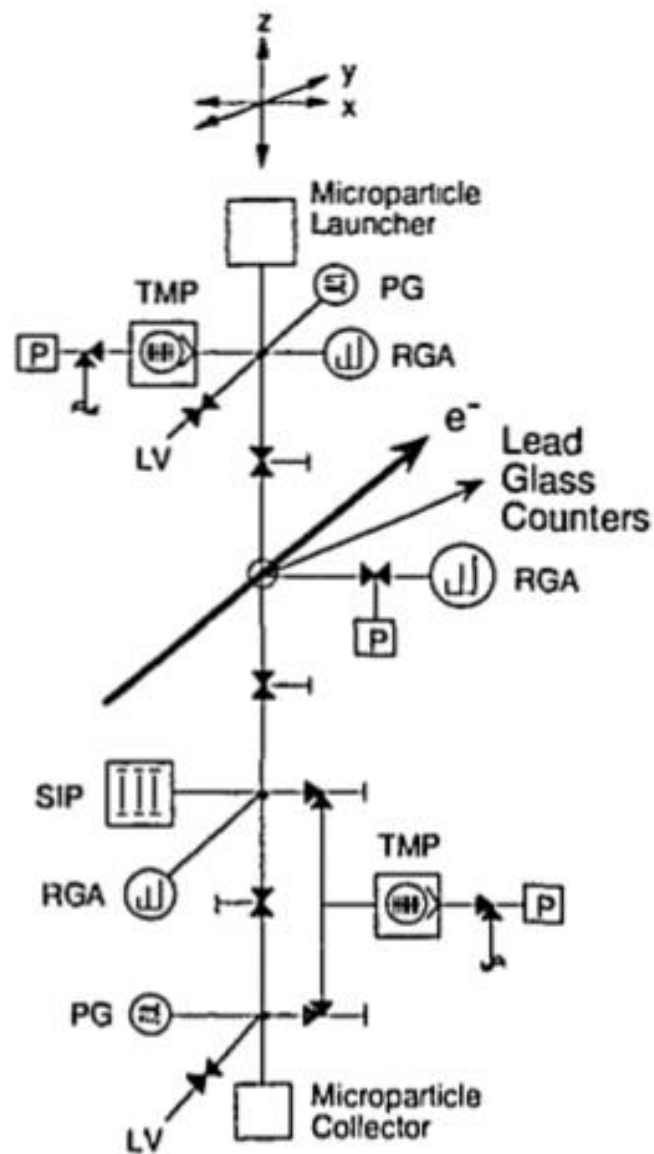 z
y
x
Microparticle
Launcher
PG
TMP
P
RGA
LV
e-
Lead
Glass
Counters
RGA
P
SIP
TMP
RGA
P
PG
LV
Microparticle
Collector